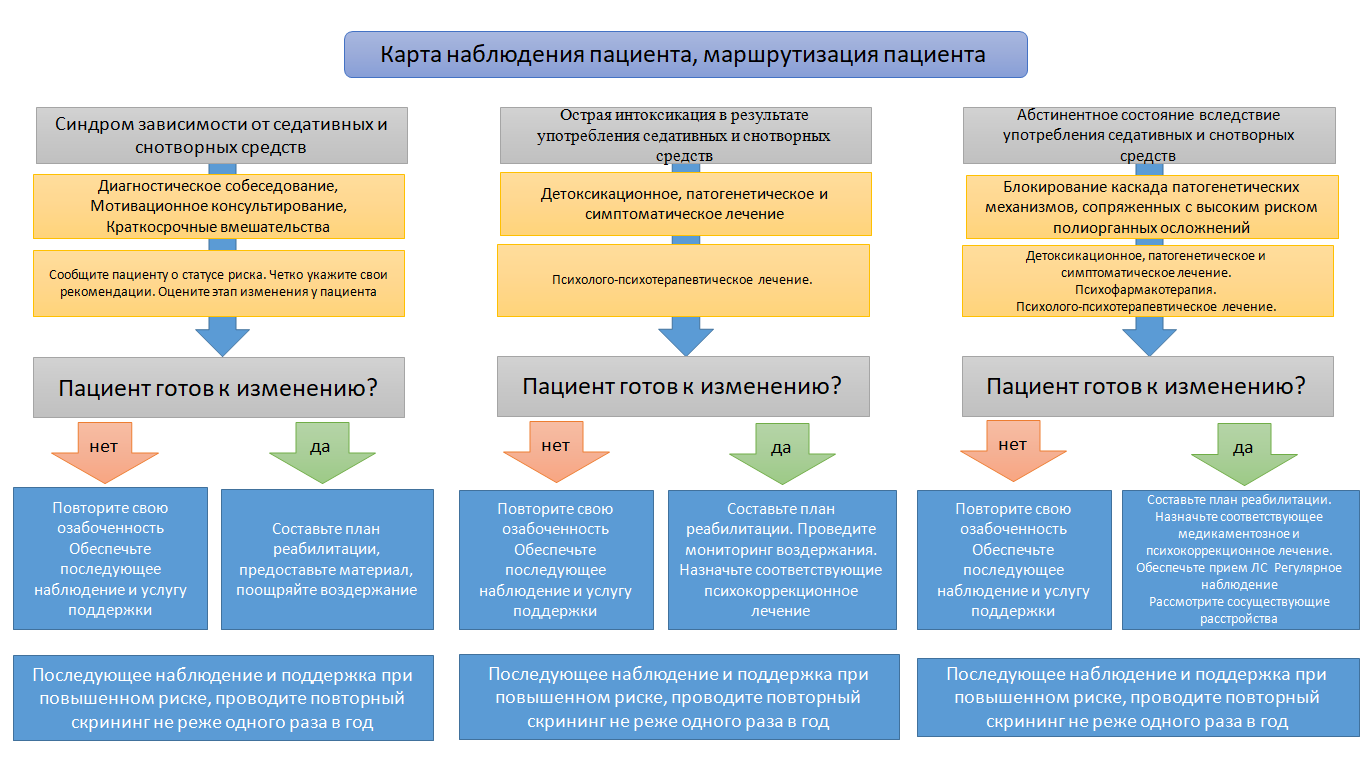 Карта наблюдения пациента, маршрутизация пациента
Синдром зависимости от седативных и
снотворных средств
Диагностическое собеседование,
Мотивационное консультирование,
Краткосрочные вмешательства
Сообщите пациенту о статусе риска. Четко укажите свои
рекомендации. Оцените этап изменения у пациента
Пациент готов к изменению?
нет
да
Повторите свою
озабоченность
Обеспечьте
последующее
наблюдение и услугу
поддержки
Составьте план
реабилитации,
предоставьте материал,
поощряйте воздержание
Последующее наблюдение и поддержка при
повышенном риске, проводите повторный
скрининг не реже одного раза в год
Острая интоксикация в результате
употребления седативных и снотворных
средств
Детоксикационное, патогенетическое и
симптоматическое лечение
Психолого-психотерапевтическое лечение.
Пациент готов к изменению?
нет
да
Повторите свою
озабоченность
Обеспечьте
последующее
наблюдение и услугу
поддержки
Составьте план
реабилитации. Проведите
мониторинг воздержания.
Назначьте соответствующие
психокоррекционное
лечение
Последующее наблюдение и поддержка при
повышенном риске, проводите повторный
скрининг не реже одного раза в год
Абстинентное состояние вследствие
употребления седативных и снотворных
средств
Блокирование каскада патогенетических
механизмов, сопряженных с высоким риском
полиорганных осложнений
Детоксикационное, патогенетическое и
симптоматическое лечение.
Психофармакотерапия.
Психолого-психотерапевтическое лечение.
Пациент готов к изменению?
нет
да
Повторите свою
озабоченность
Обеспечьте
последующее
наблюдение и услугу
поддержки
Составьте план реабилитации.
Назначьте соответствующее
медикаментозное и
психокоррекционное лечение.
Обеспечьте прием ЛС Регулярное
наблюдение
Рассмотрите сосуществующие
расстройства
Последующее наблюдение и поддержка при
повышенном риске, проводите повторный
скрининг не реже одного раза в год